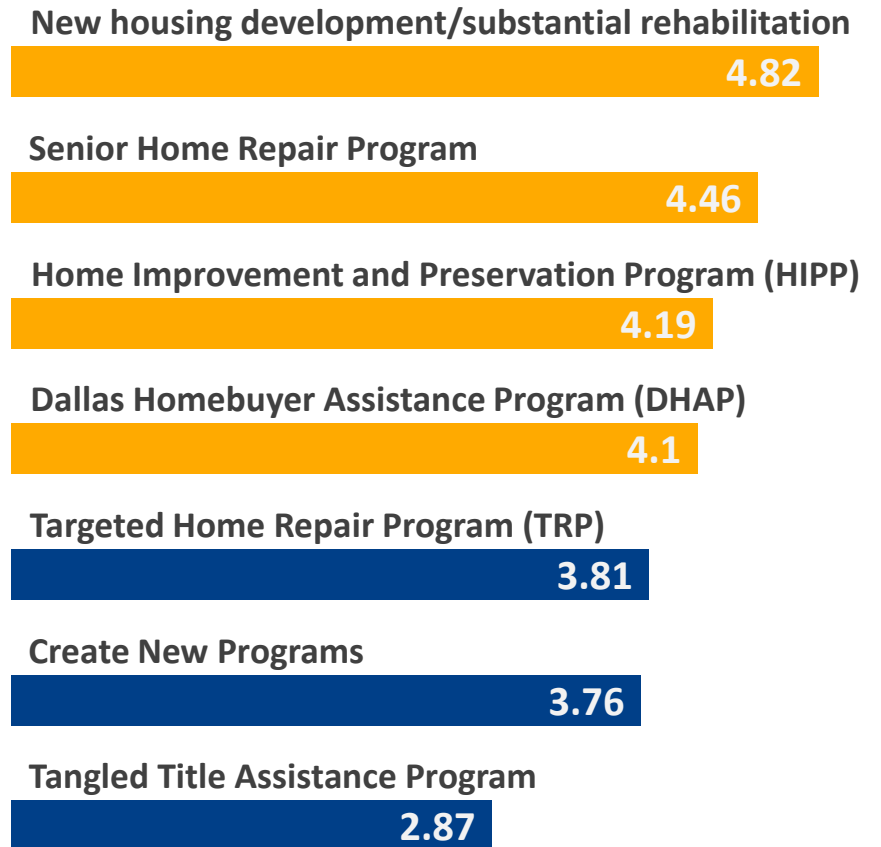 New housing development/substantial rehabilitation
4.82
Senior Home Repair Program
4.46
Home Improvement and Preservation Program (HIPP)
4.19
Dallas Homebuyer Assistance Program (DHAP)
4.1
Targeted Home Repair Program (TRP)
3.81
Create New Programs
3.76
Tangled Title Assistance Program
2.87